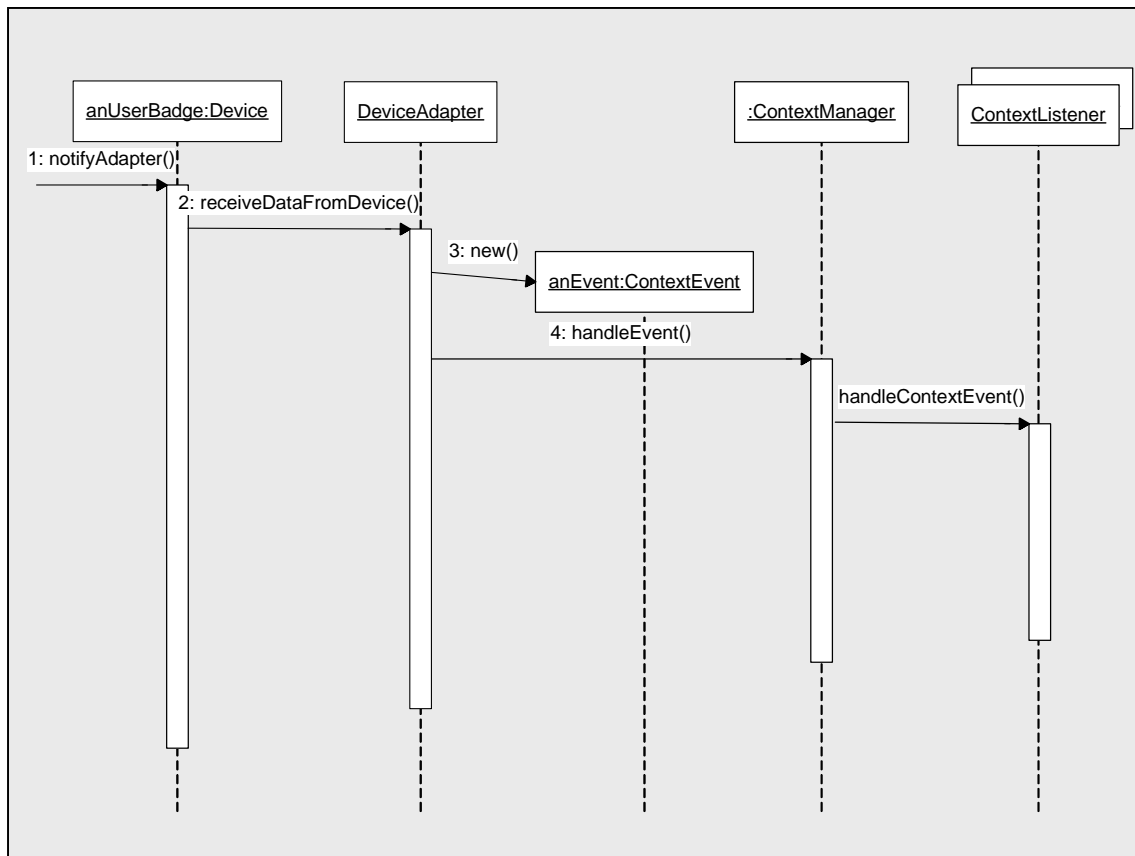 anUserBadge:Device
DeviceAdapter
:ContextManager
ContextListener
1: notifyAdapter()
2: receiveDataFromDevice()
3: new()
anEvent:ContextEvent
4: handleEvent()
handleContextEvent()